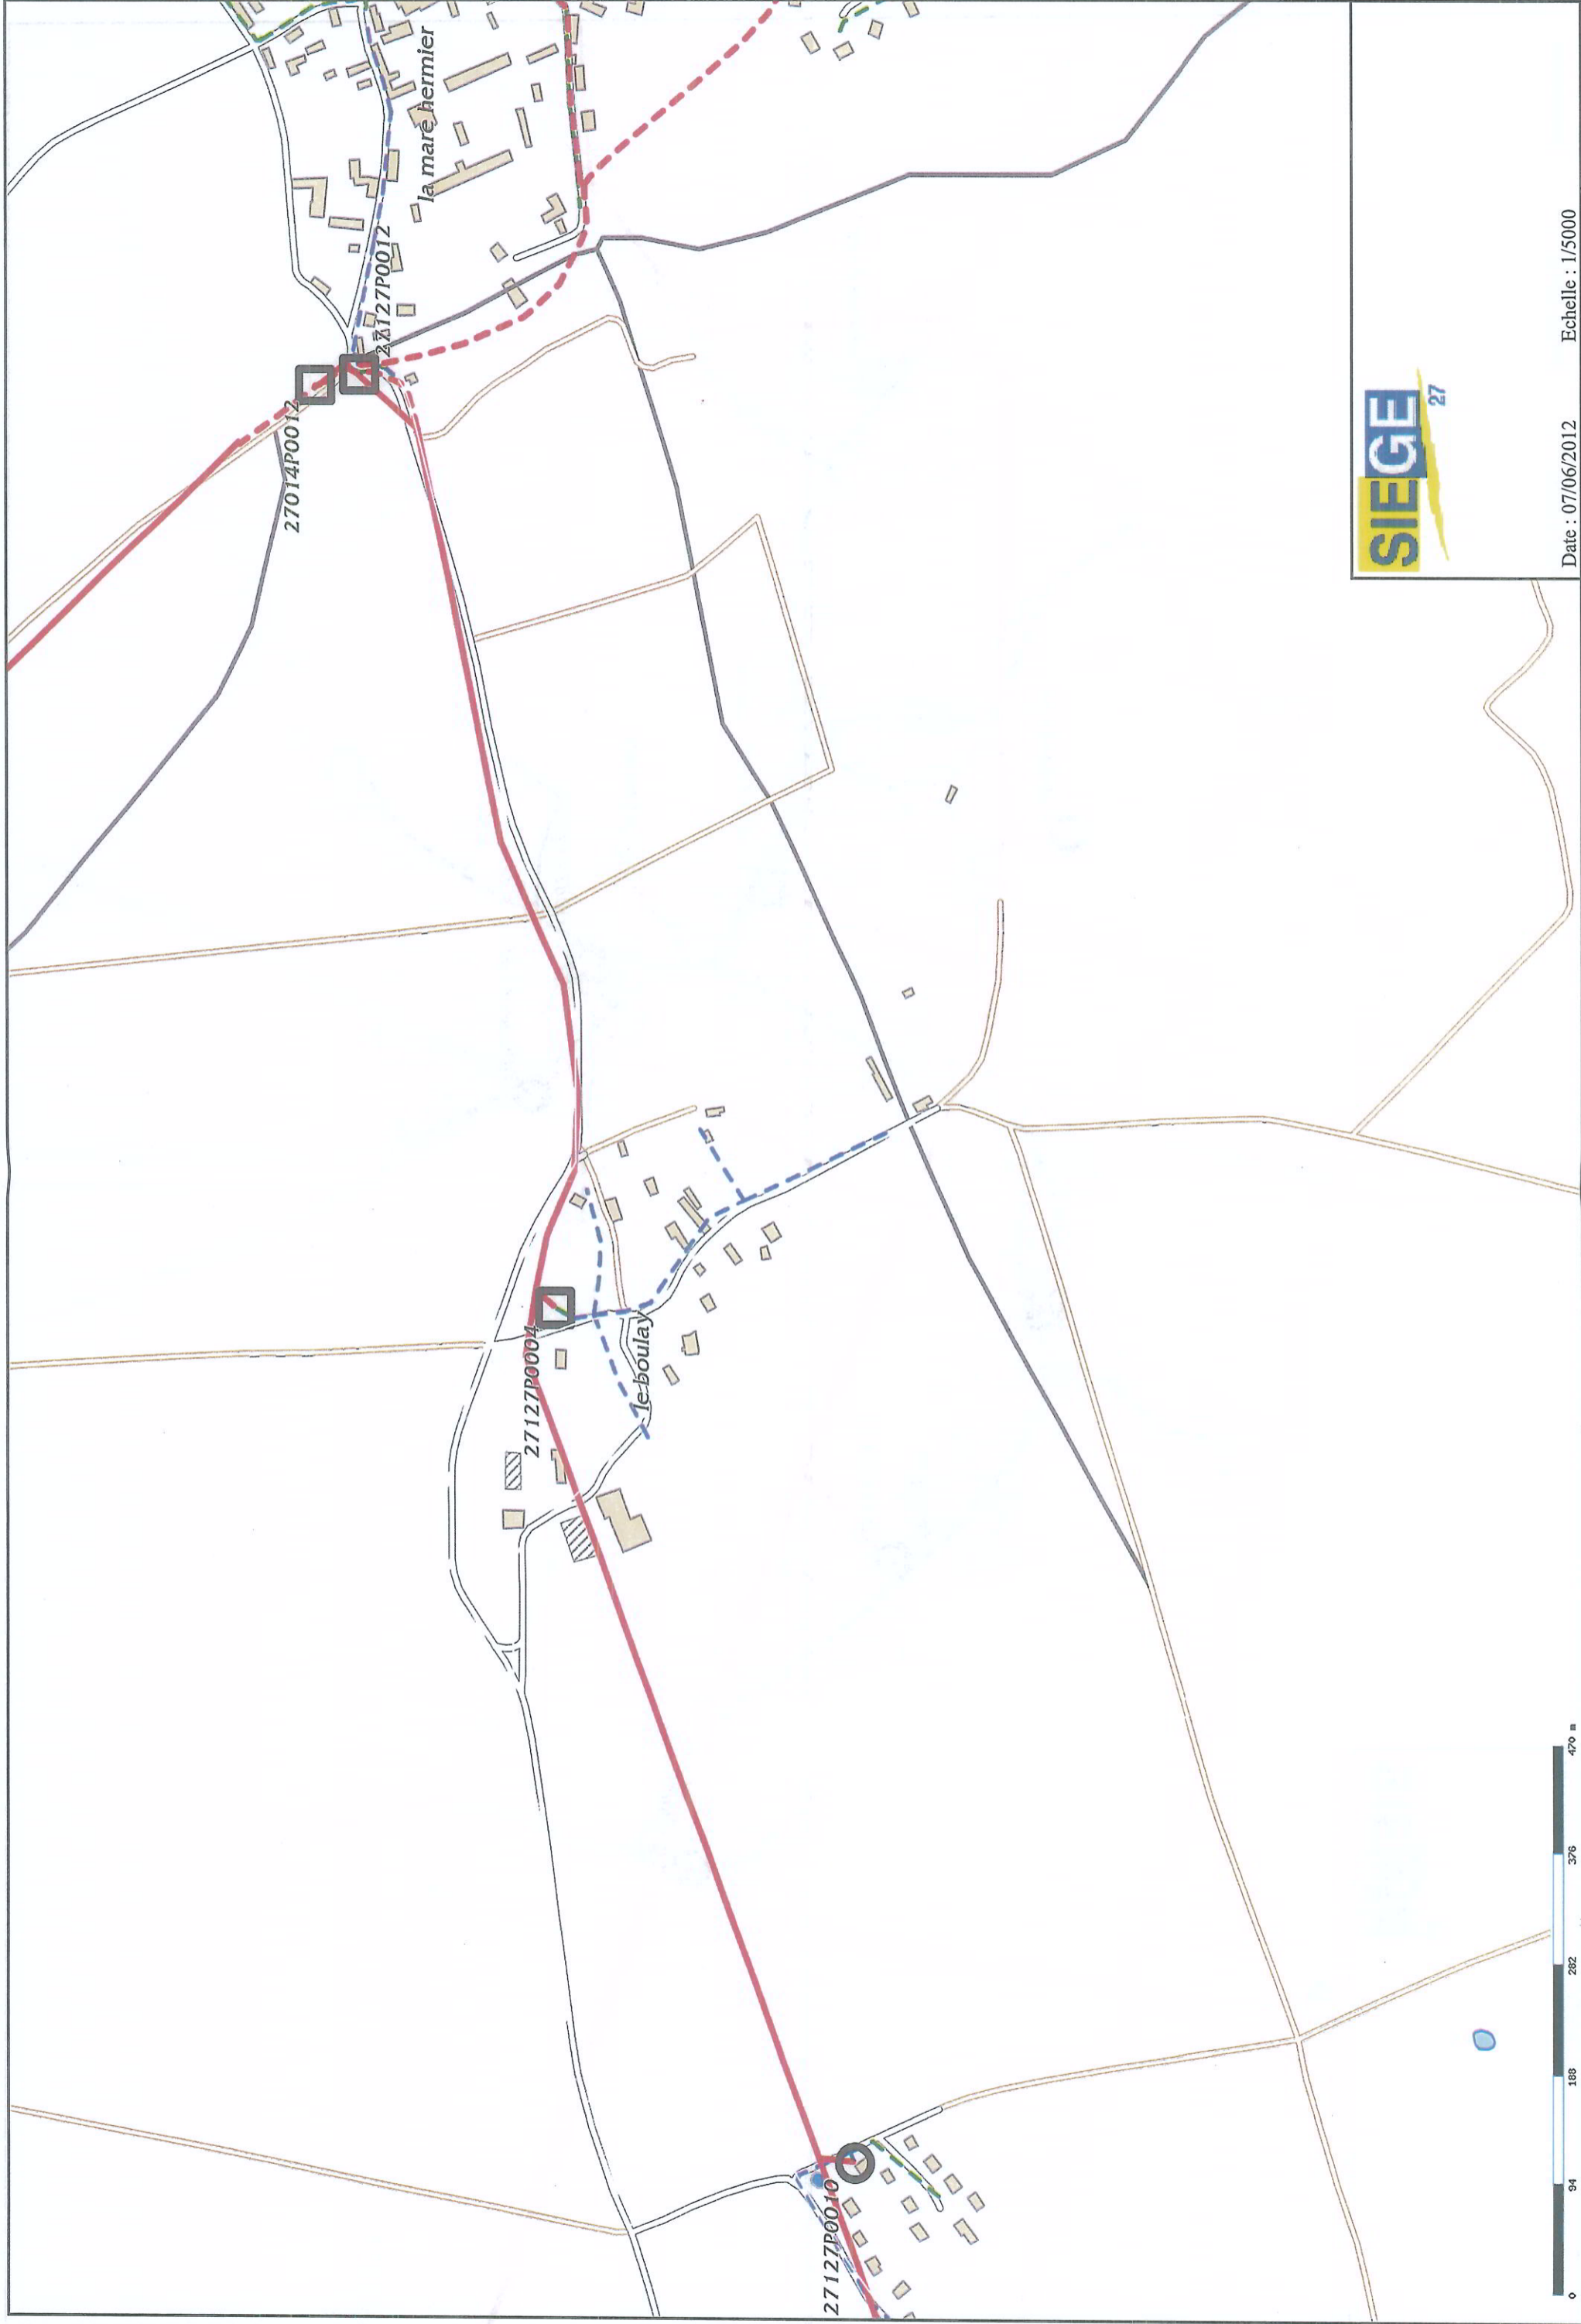 la mare hermier
27127P0012
27014P0012
27127P0004
le boulay
27127P0010
SIEGE
27
Date : 07/06/2012 Echelle : 1/5000
0 94 188 282 376 470 m